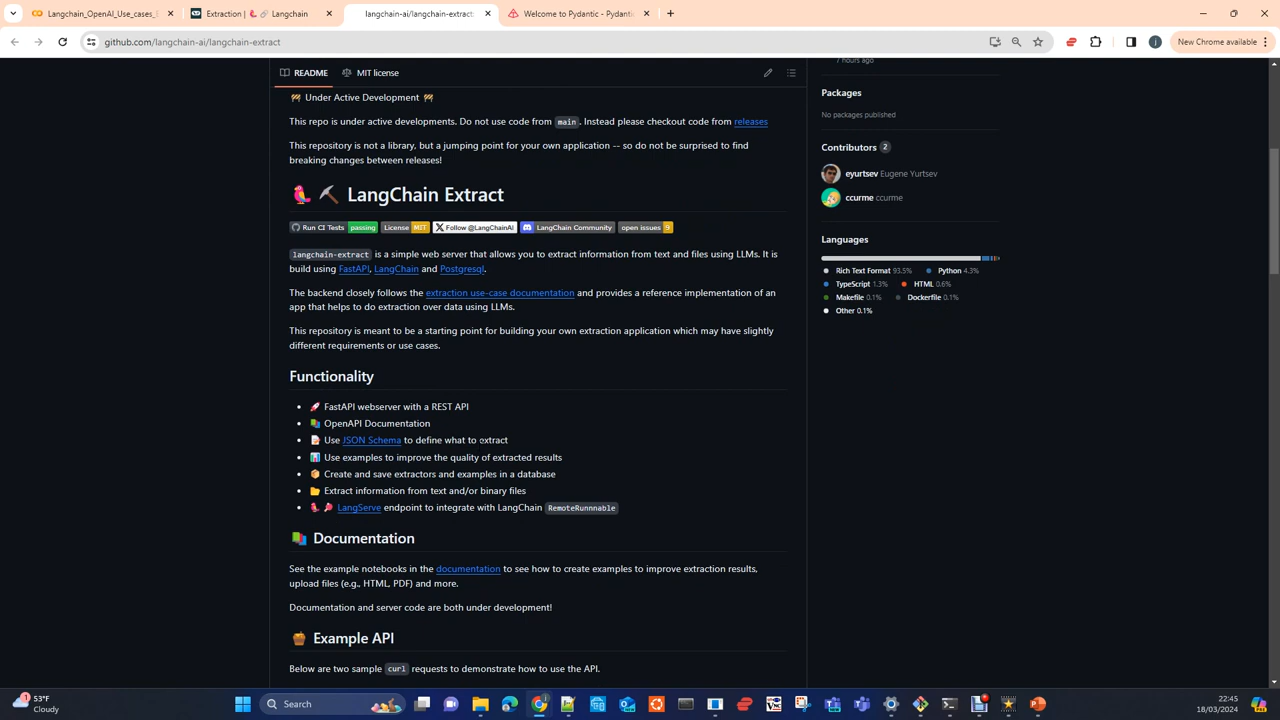 Langchain_OpenAI_Use_cases_
Extraction | 🦜🔗 Langchain
langchain-ai/langchain-extract:
Welcome to Pydantic - Pydantic
github.com/langchain-ai/langchain-extract
New Chrome available
README
MIT license
🚧 Under Active Development 🚧
This repo is under active developments. Do not use code from main. Instead please checkout code from releases
This repository is not a library, but a jumping point for your own application -- so do not be surprised to find
breaking changes between releases!
🦜⛏️ LangChain Extract
Run CI Tests passing License MIT Follow @LangChainAI LangChain Community open issues 9
langchain-extract is a simple web server that allows you to extract information from text and files using LLMs. It is
build using FastAPI, LangChain and Postgresql.
The backend closely follows the extraction use-case documentation and provides a reference implementation of an
app that helps to do extraction over data using LLMs.
This repository is meant to be a starting point for building your own extraction application which may have slightly
different requirements or use cases.
Functionality
• 🚀 FastAPI webserver with a REST API
• 📚 OpenAPI Documentation
• 📝 Use JSON Schema to define what to extract
• 📊 Use examples to improve the quality of extracted results
• 📦 Create and save extractors and examples in a database
• 📂 Extract information from text and/or binary files
• 🦜🏓 LangServe endpoint to integrate with LangChain RemoteRunnnable
📚 Documentation
See the example notebooks in the documentation to see how to create examples to improve extraction results,
upload files (e.g., HTML, PDF) and more.
Documentation and server code are both under development!
🍯 Example API
Below are two sample curl requests to demonstrate how to use the API.
7 hours ago
Packages
No packages published
Contributors 2
eyurtsev Eugene Yurtsev
ccurme ccurme
Languages
Rich Text Format 93.5% Python 4.3%
TypeScript 1.3% HTML 0.6%
Makefile 0.1% Dockerfile 0.1%
Other 0.1%
1
53°F
Cloudy
Search
22:45
18/03/2024